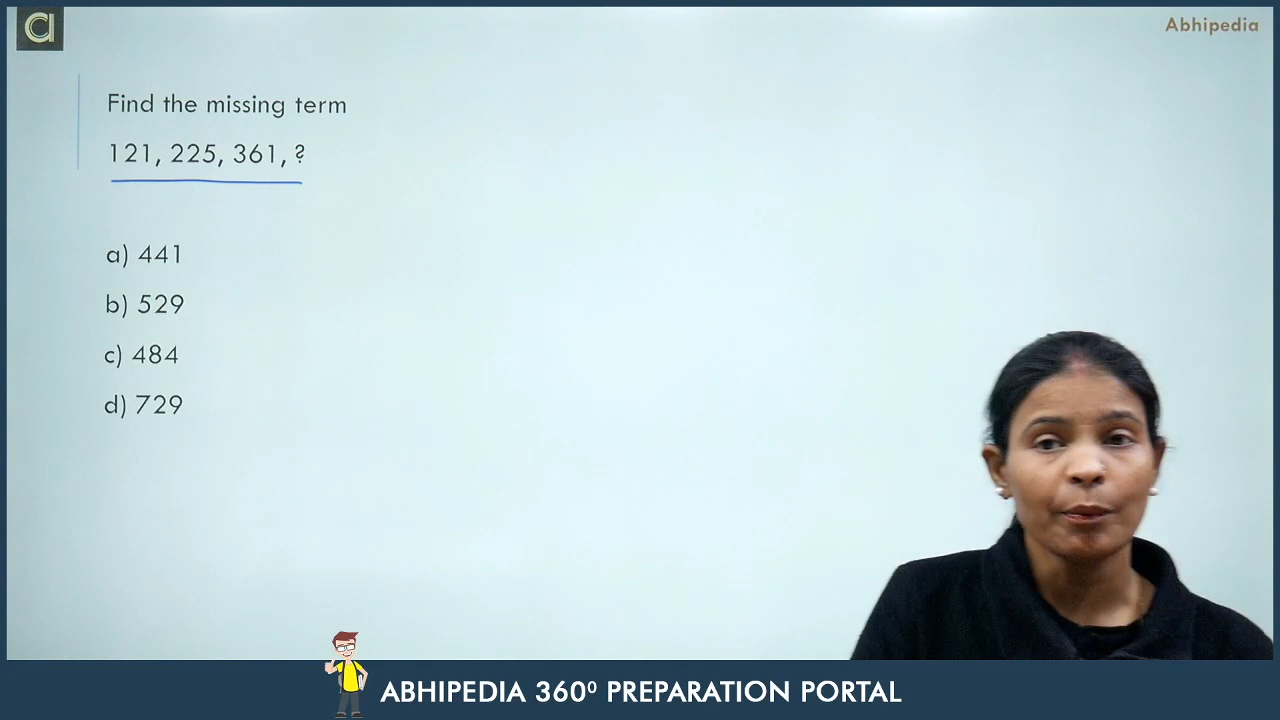 a
Abhipedia
Find the missing term
121, 225, 361, ?
a) 441
b) 529
c) 484
d) 729
ABHIPEDIA 360⁰ PREPARATION PORTAL